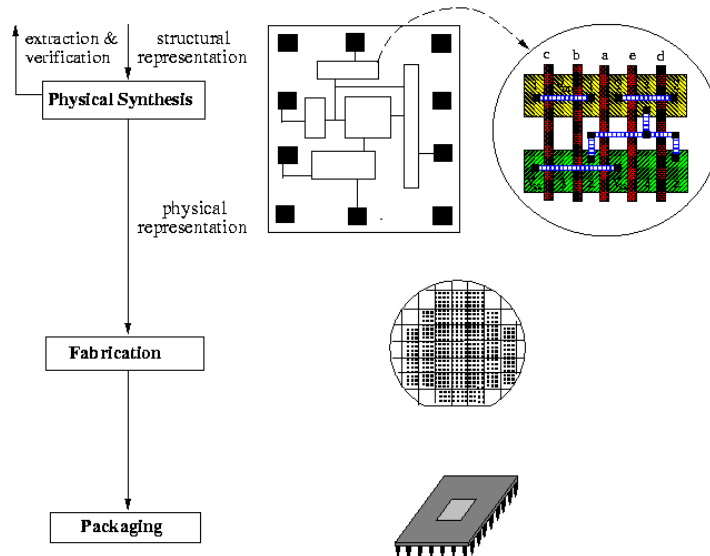 extraction &
verification
structural
representation
Physical Synthesis
c b a e d
physical
representation
Fabrication
Packaging